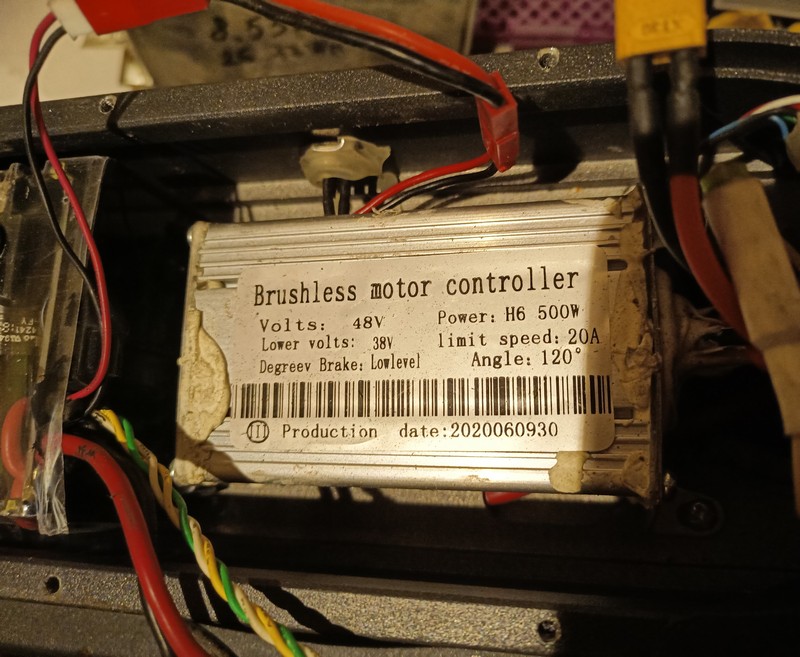 Brushless motor controller
Volts: 48V
Power: H6 500W
Lower volts: 38V
limit speed: 20A
Degreev Brake: Lowlevel
Angle: 120°
III Production date:2020060930